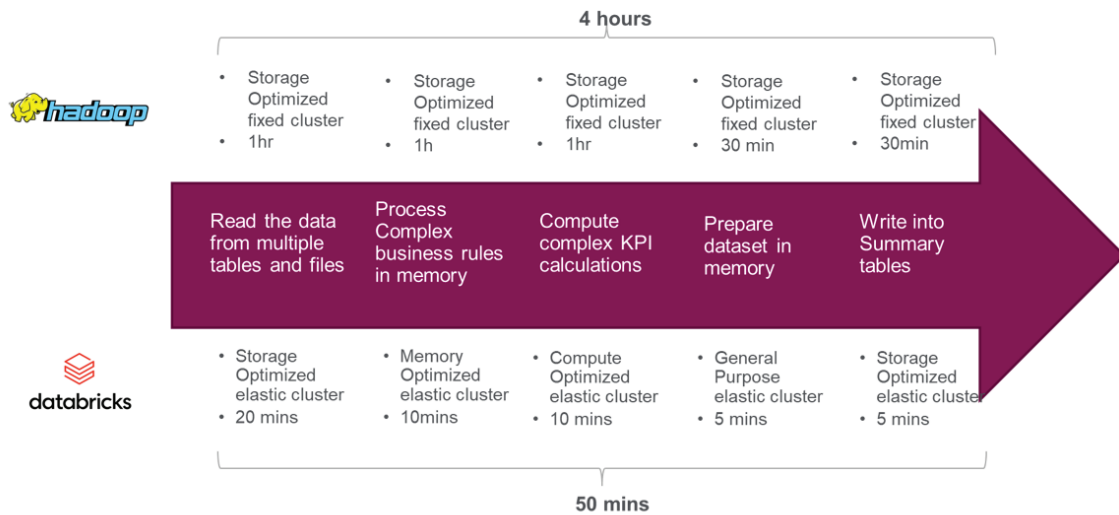 4 hours
hadoop
• Storage
Optimized
fixed cluster
• 1hr
• Storage
Optimized
fixed cluster
• 1h
• Storage
Optimized
fixed cluster
• 1hr
• Storage
Optimized
fixed cluster
• 30 min
• Storage
Optimized
fixed cluster
• 30min
Read the data
from multiple
tables and files
Process
Complex
business rules
in memory
Compute
complex KPI
calculations
Prepare
dataset in
memory
Write into
Summary
tables
databricks
• Storage
Optimized
elastic cluster
• 20 mins
• Memory
Optimized
elastic cluster
• 10mins
• Compute
Optimized
elastic cluster
• 10 mins
• General
Purpose
elastic cluster
• 5 mins
• Storage
Optimized
elastic cluster
• 5 mins
50 mins